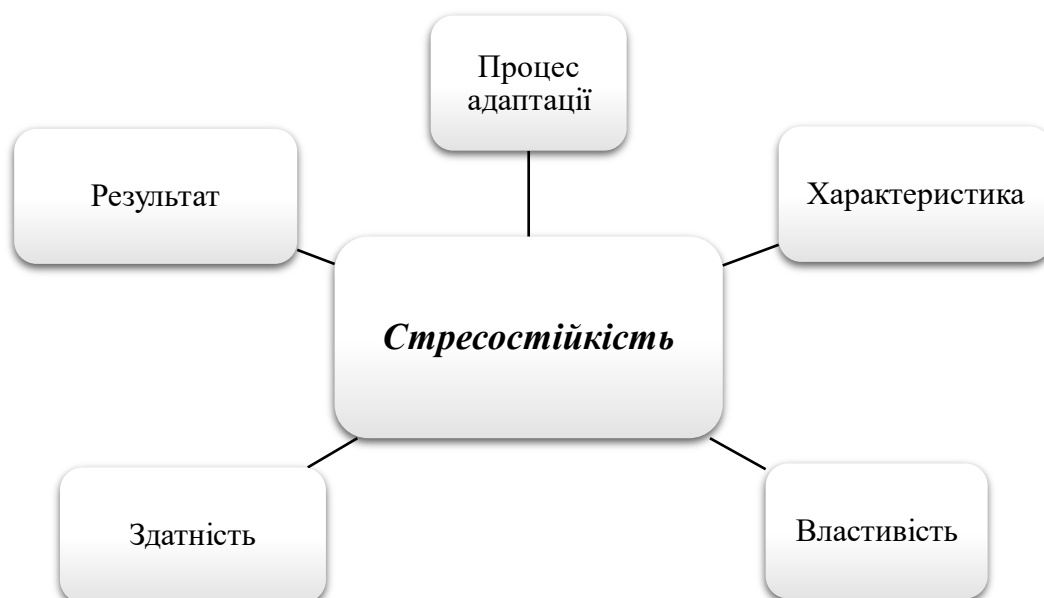 Процес
адаптації
Результат
Характеристика
Стресостійкість
Здатність
Властивість